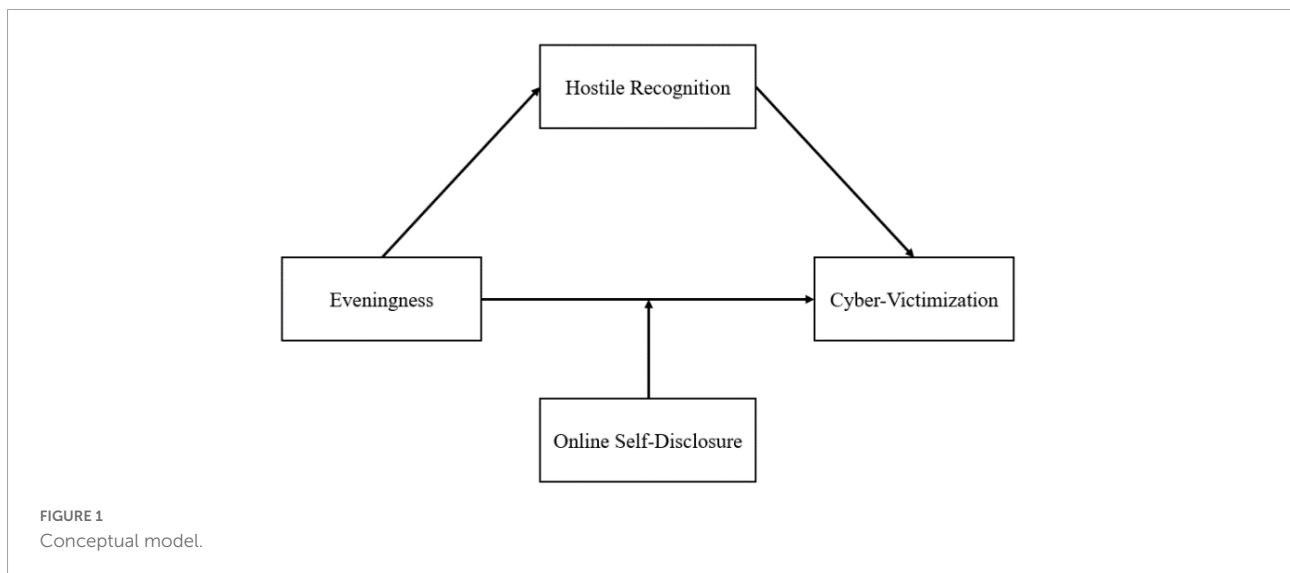 Hostile Recognition
Eveningness
Cyber-Victimization
Online Self-Disclosure
FIGURE 1
Conceptual model.